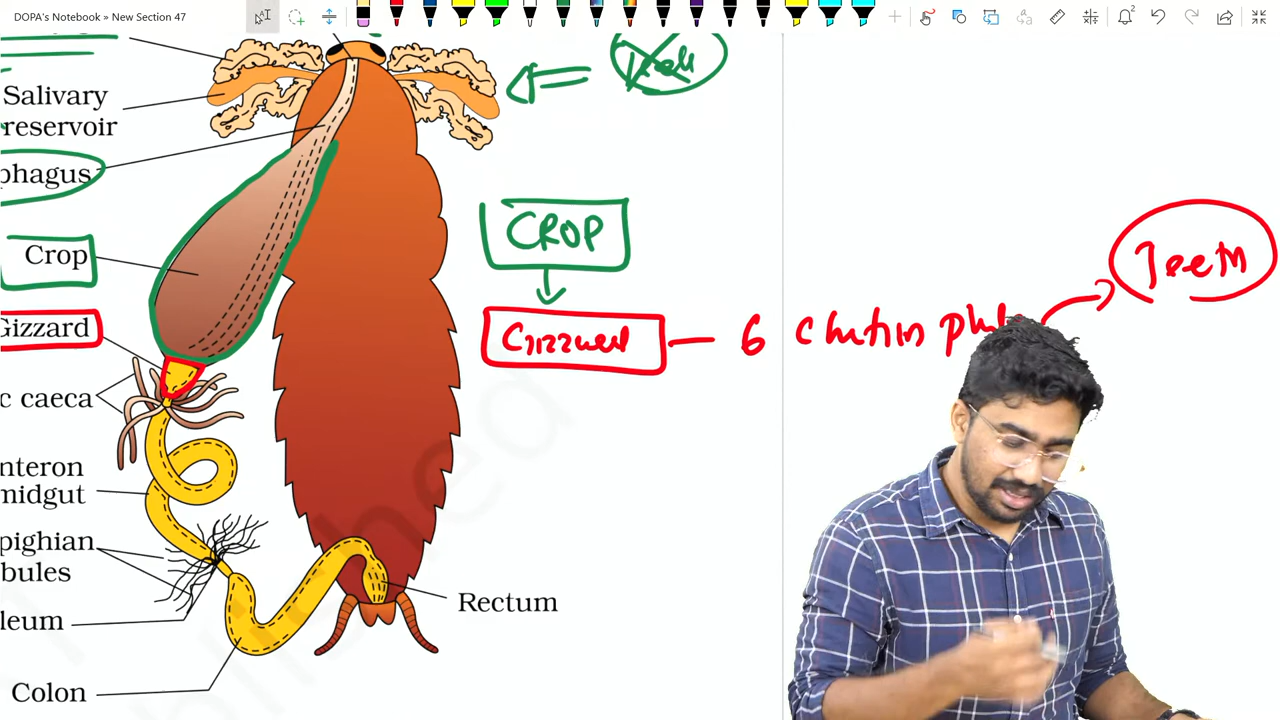 DOPA's Notebook » New Section 47
Salivary
reservoir
phagus
Crop
Gizzard
c caeca
nteron
midgut
pighian
bules
leum
Colon
Rectum
CROP
Gizzard — 6 chitin
Teeth